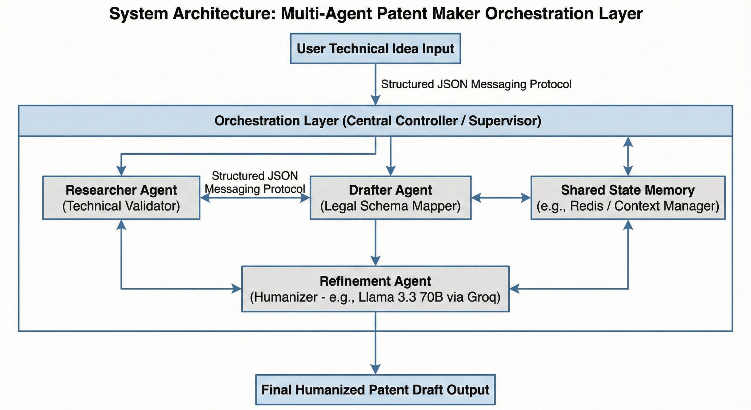 System Architecture: Multi-Agent Patent Maker Orchestration Layer
User Technical Idea Input
Structured JSON Messaging Protocol
Orchestration Layer (Central Controller / Supervisor)
Structured JSON
Messaging Protocol
Researcher Agent
(Technical Validator)
Drafter Agent
(Legal Schema Mapper)
Shared State Memory
(e.g., Redis / Context Manager)
Refinement Agent
(Humanizer - e.g., Llama 3.3 70B via Groq)
Final Humanized Patent Draft Output